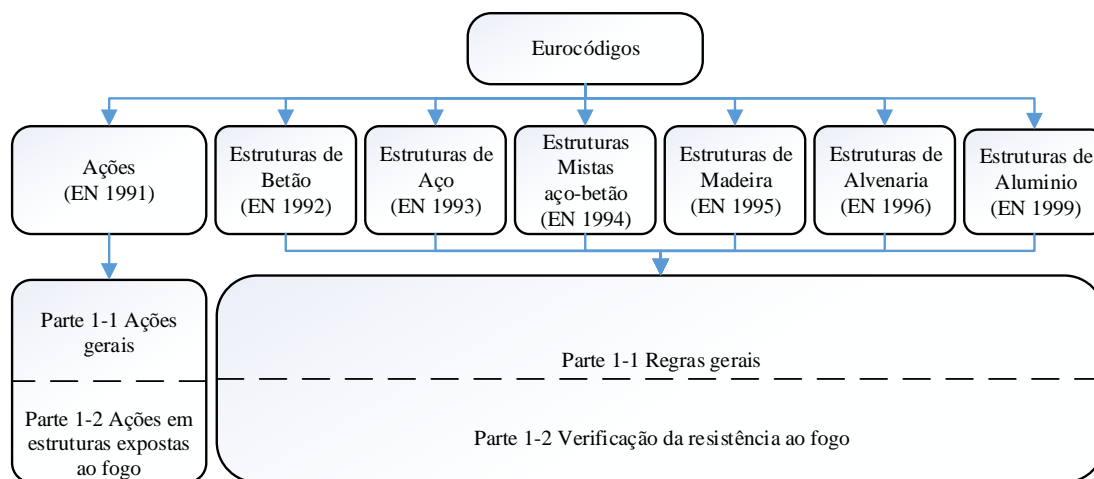 Eurocódigos
Ações
(EN 1991)
Estruturas de
Betão
(EN 1992)
Estruturas de
Aço
(EN 1993)
Estruturas
Mistas
aço-betão
(EN 1994)
Estruturas de
Madeira
(EN 1995)
Estruturas de
Alvenaria
(EN 1996)
Estruturas de
Aluminio
(EN 1999)
Parte 1-1 Ações
gerais
Parte 1-2 Ações em
estruturas expostas
ao fogo
Parte 1-1 Regras gerais
Parte 1-2 Verificação da resistência ao fogo